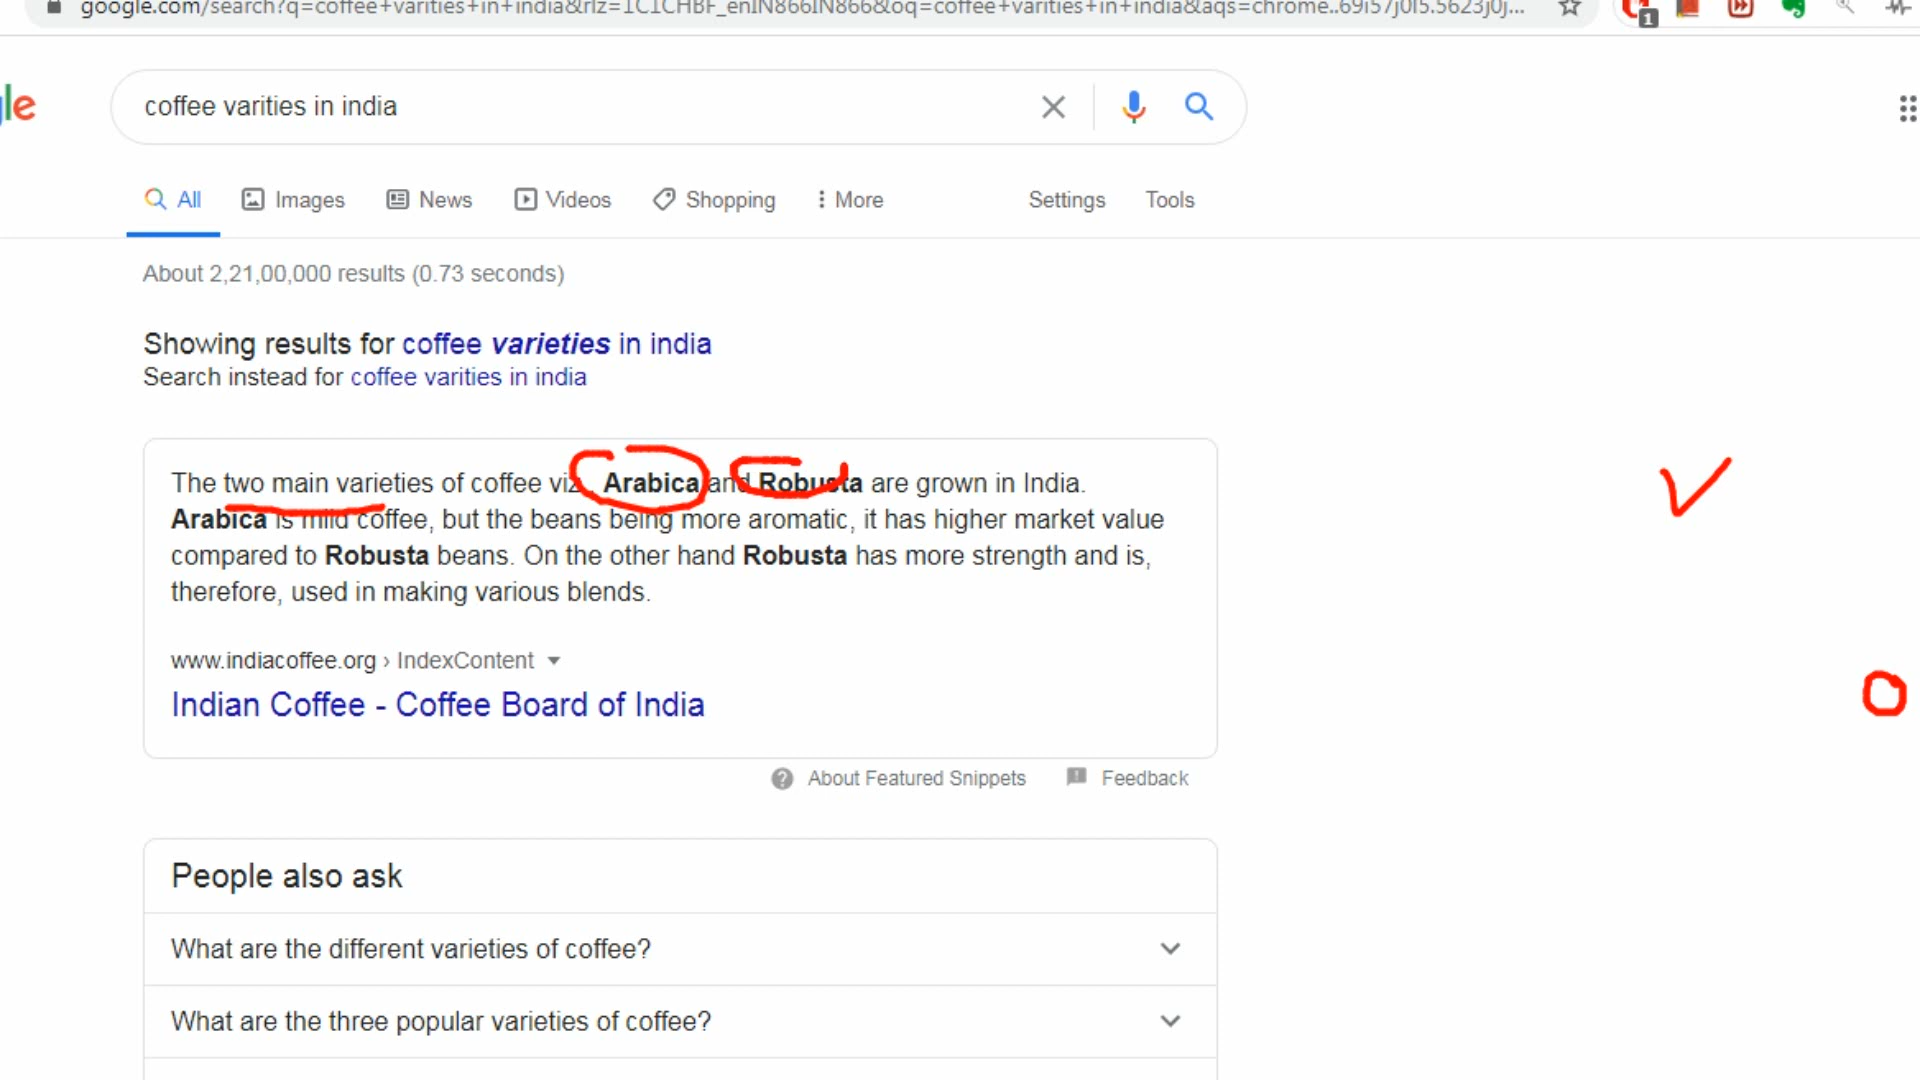 google.com/search?q=coffee+varities+in+india&rlz=1C1CHBF_enIN866IN866&oq=coffee+varities+in+india&aqs=chrome..69i57j0l5.5623j0j...
1
le
coffee varities in india
All Images News Videos Shopping More Settings Tools
About 2,21,00,000 results (0.73 seconds)
Showing results for coffee varieties in india
Search instead for coffee varities in india
The two main varieties of coffee viz. Arabica and Robusta are grown in India.
Arabica is mild coffee, but the beans being more aromatic, it has higher market value
compared to Robusta beans. On the other hand Robusta has more strength and is,
therefore, used in making various blends.
www.indiacoffee.org › IndexContent
Indian Coffee - Coffee Board of India
About Featured Snippets Feedback
People also ask
What are the different varieties of coffee?
What are the three popular varieties of coffee?